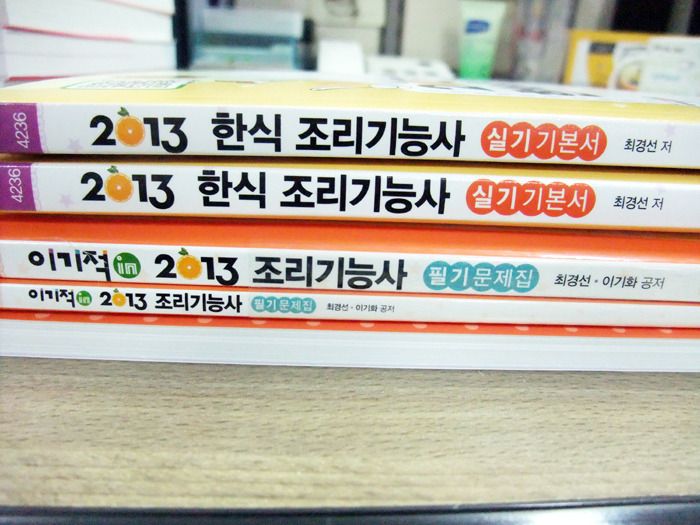 4236 2013 한식 조리기능사 실기기본서 최경선 저
4236 2013 한식 조리기능사 실기기본서 최경선 저
이기적 in 2013 조리기능사 필기문제집 최경선 • 이기화 공저
이기적 in 2013 조리기능사 필기문제집 최경선 • 이기화 공저